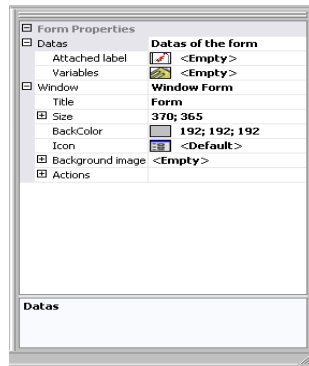 Form Properties
Datas Datas of the form
Attached label <Empty>
Variables <Empty>
Window Window Form
Title Form
Size 370; 365
BackColor 192; 192; 192
Icon <Default>
Background image <Empty>
Actions
Datas